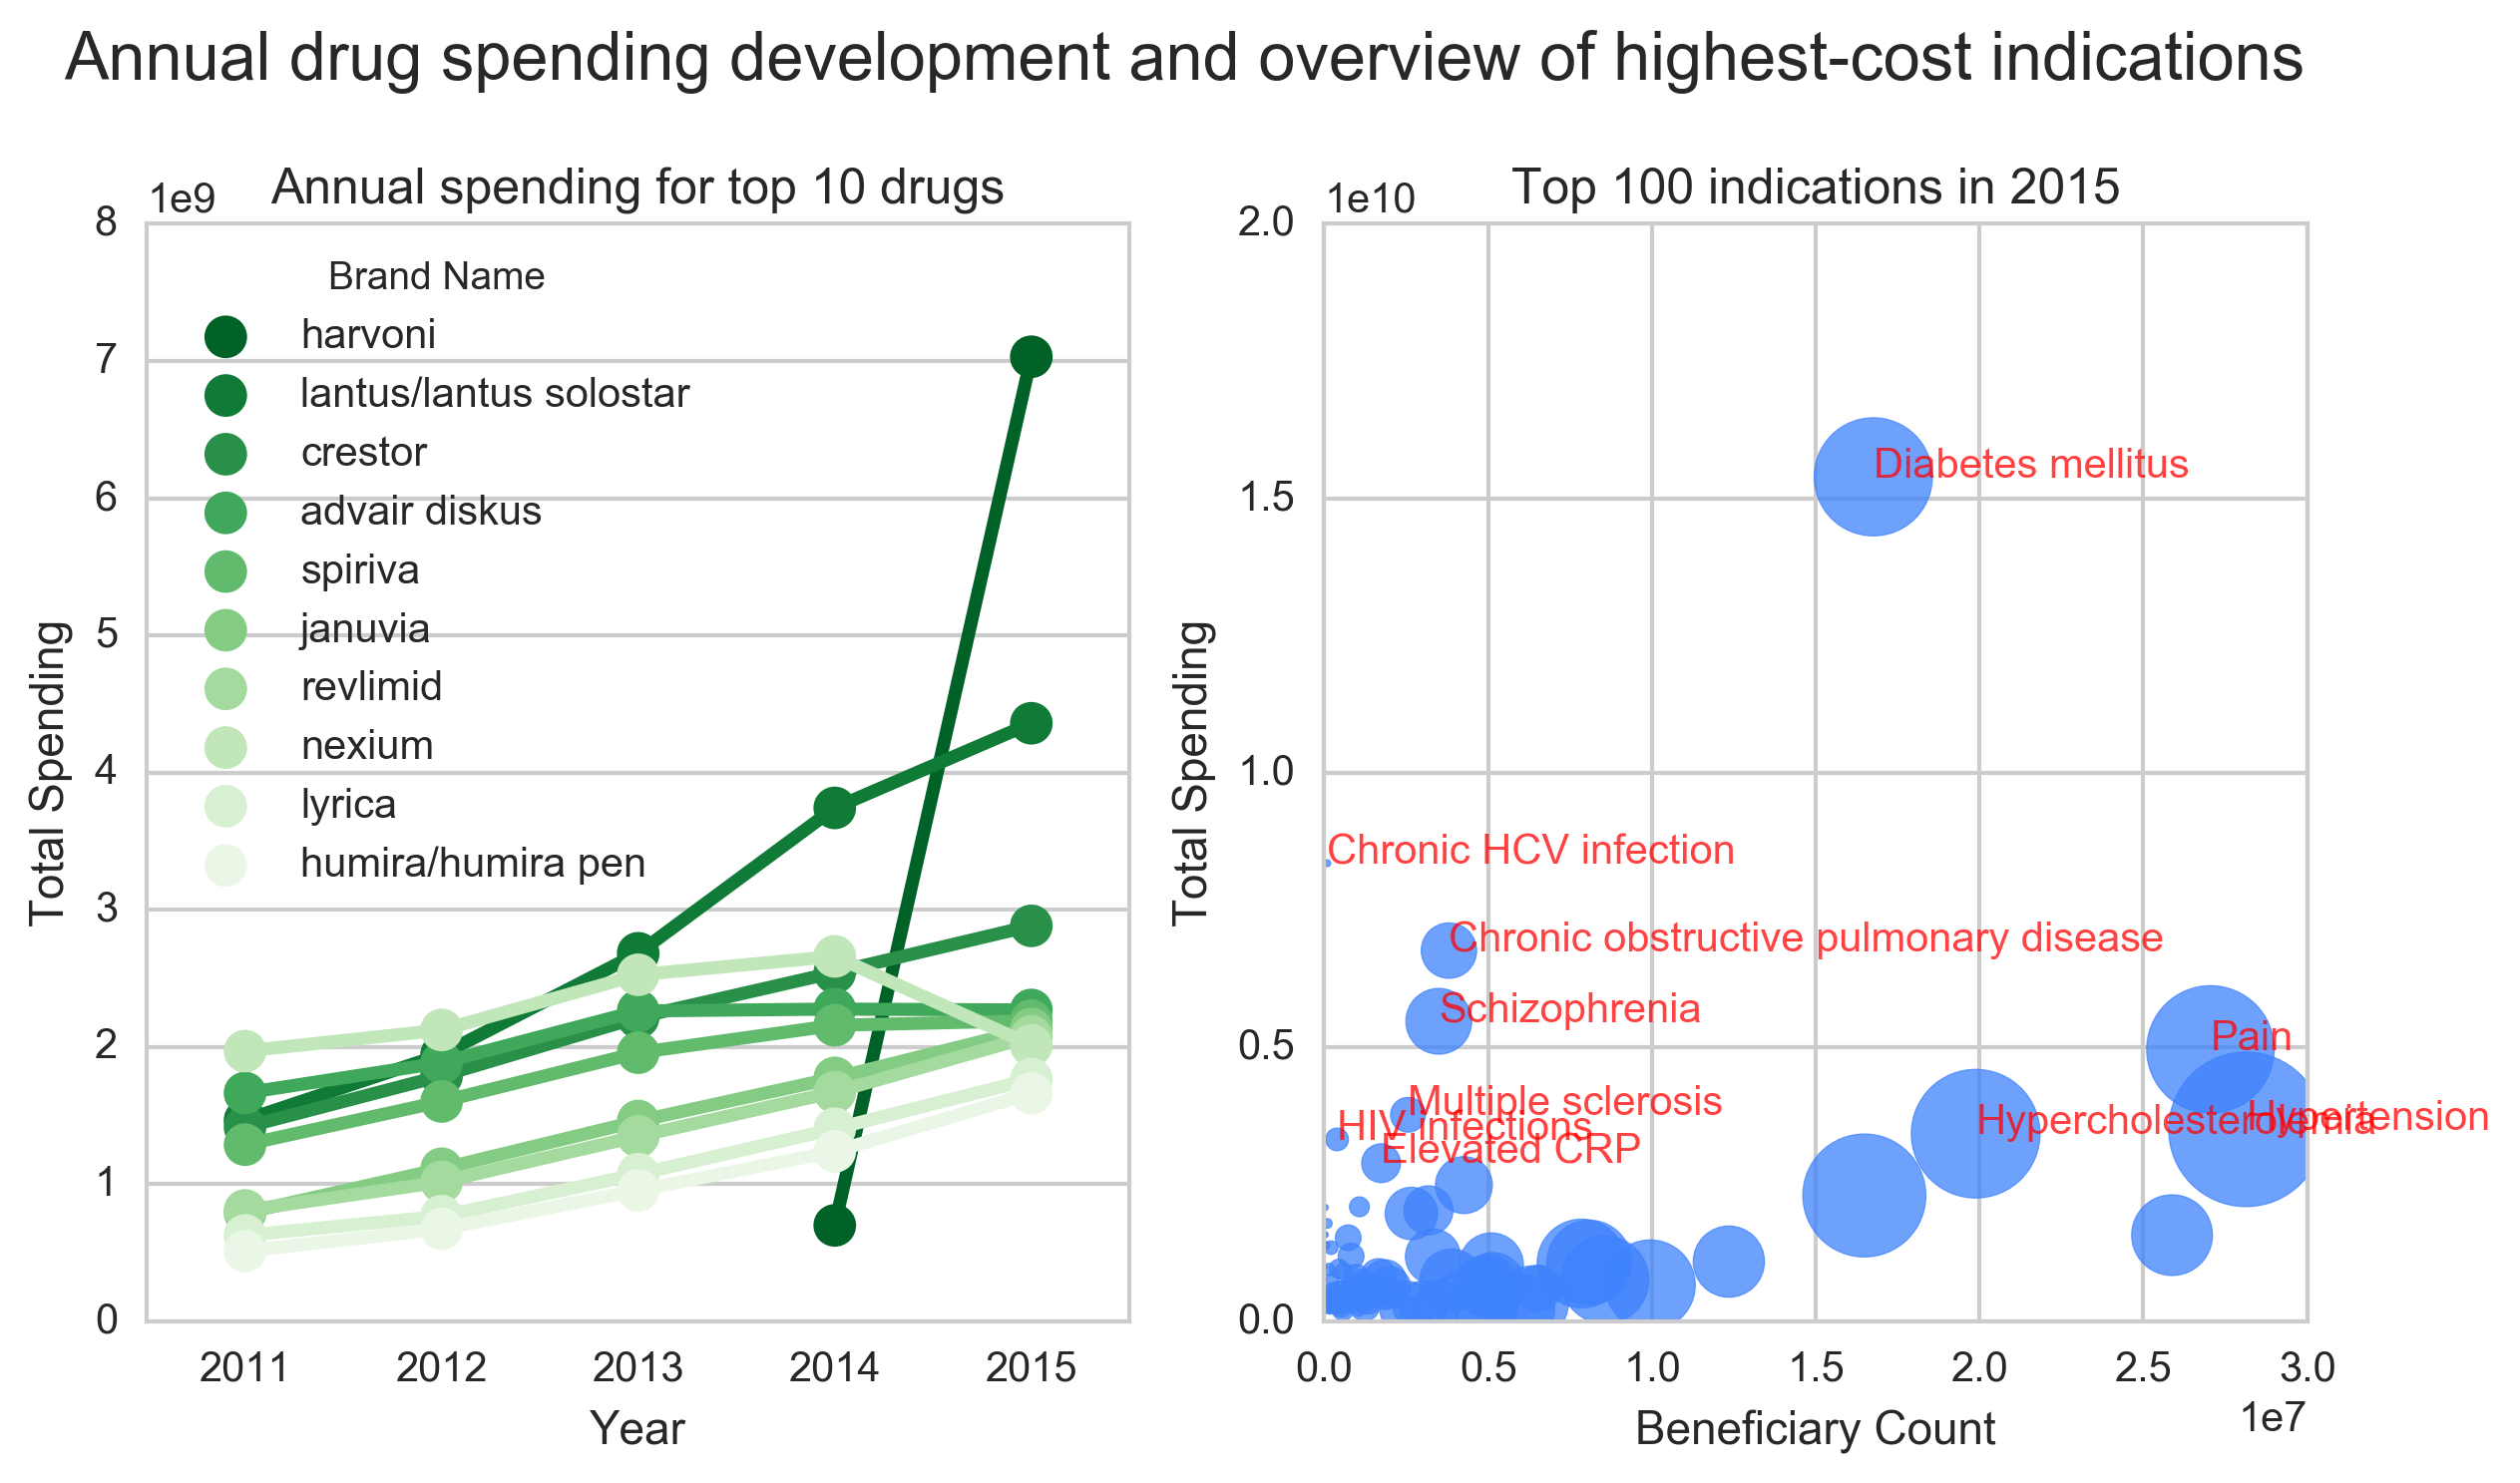 Annual drug spending development and overview of highest-cost indications
Annual spending for top 10 drugs
1e9
8
7
6
5
4
3
2
1
0
Total Spending
Brand Name
harvoni
lantus/lantus solostar
crestor
advair diskus
spiriva
januvia
revlimid
nexium
lyrica
humira/humira pen
2011 2012 2013 2014 2015
Year
Top 100 indications in 2015
1e10
2.0
1.5
1.0
0.5
0.0
Total Spending
Diabetes mellitus
Chronic HCV infection
Chronic obstructive pulmonary disease
Schizophrenia
Pain
Multiple sclerosis
HIV infections
Hypercholesterolemia
Hypertension
Elevated CRP
0.0 0.5 1.0 1.5 2.0 2.5 3.0
1e7
Beneficiary Count